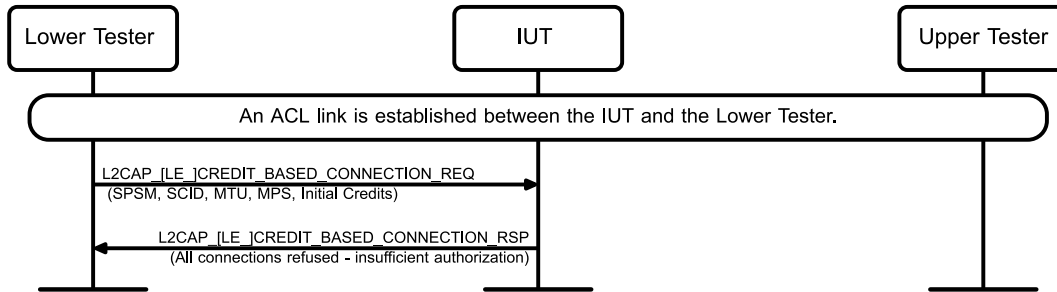 Lower Tester
IUT
Upper Tester
An ACL link is established between the IUT and the Lower Tester.
L2CAP_[LE_]CREDIT_BASED_CONNECTION_REQ
(SPSM, SCID, MTU, MPS, Initial Credits)
L2CAP_[LE_]CREDIT_BASED_CONNECTION_RSP
(All connections refused - insufficient authorization)